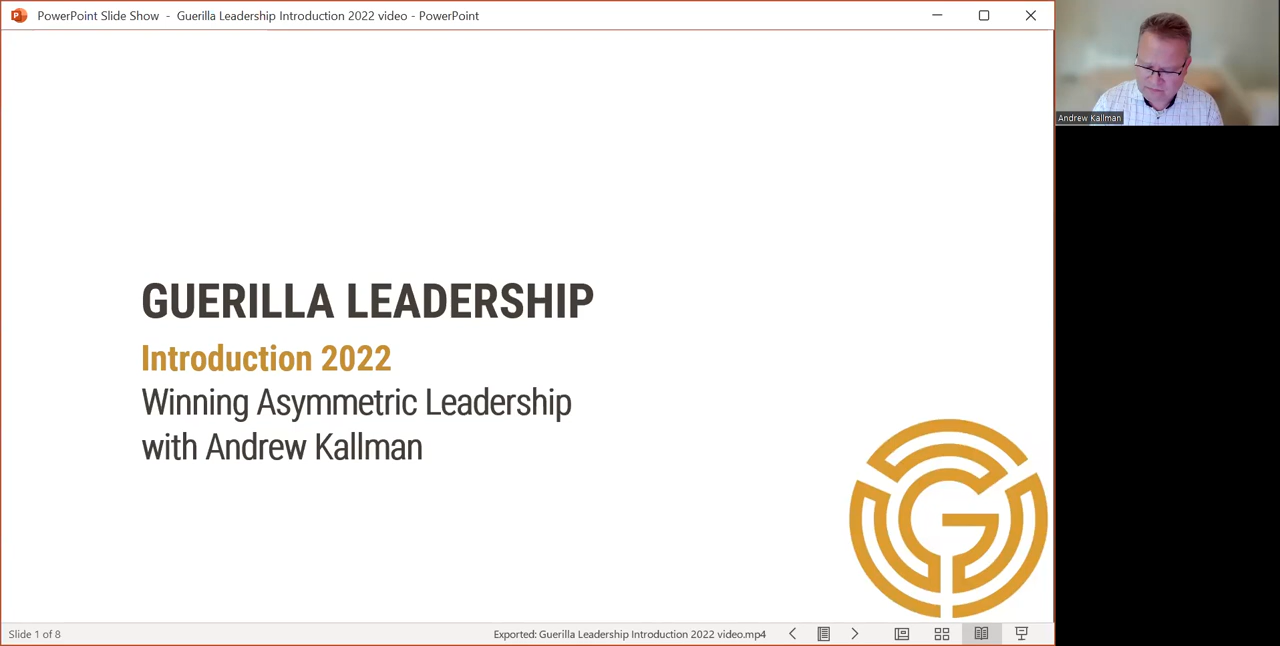 PowerPoint Slide Show - Guerilla Leadership Introduction 2022 video - PowerPoint
Andrew Kallman
GUERILLA LEADERSHIP
Introduction 2022
Winning Asymmetric Leadership
with Andrew Kallman
G
Slide 1 of 8
Exported: Guerilla Leadership Introduction 2022 video.mp4